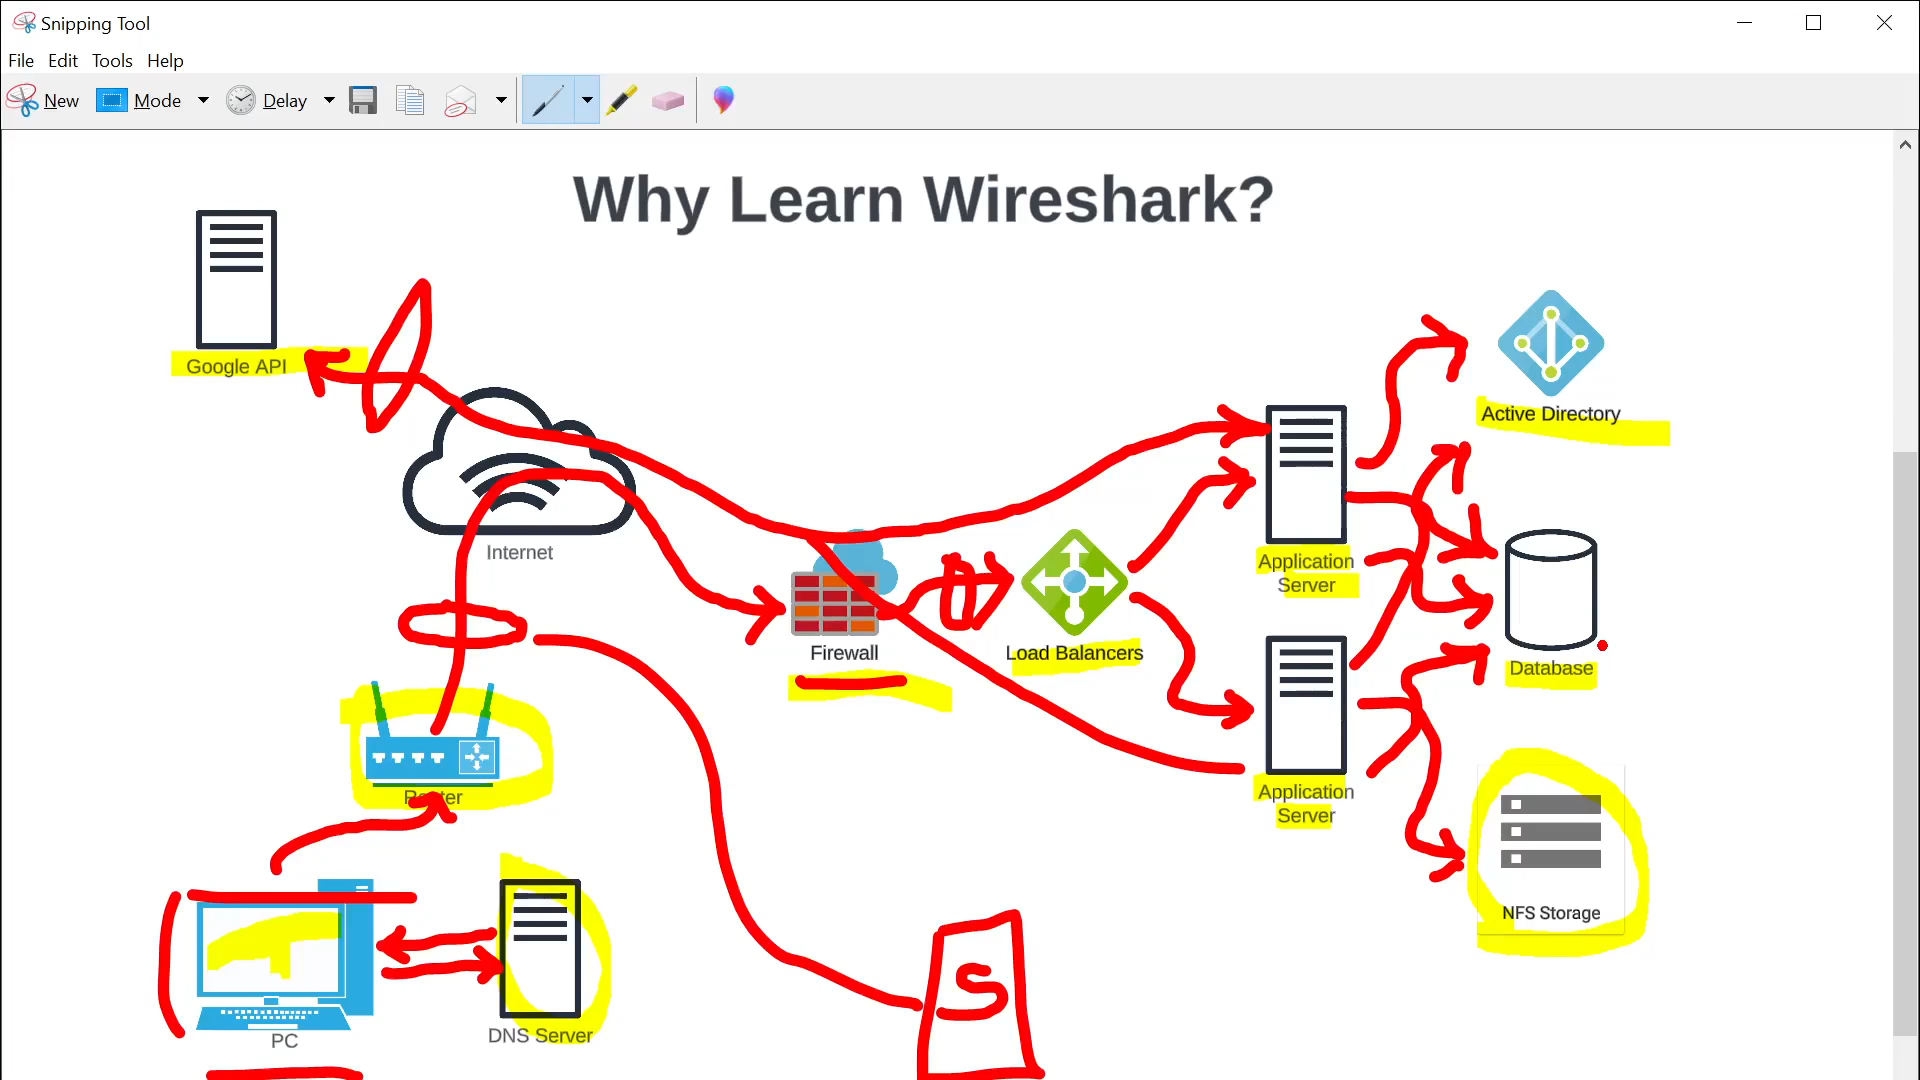 Snipping Tool
File Edit Tools Help
New Mode Delay
Why Learn Wireshark?
Google API
Active Directory
Internet
Application
Server
Firewall
Load Balancers
Database
Router
Application
Server
NFS Storage
S
PC
DNS Server